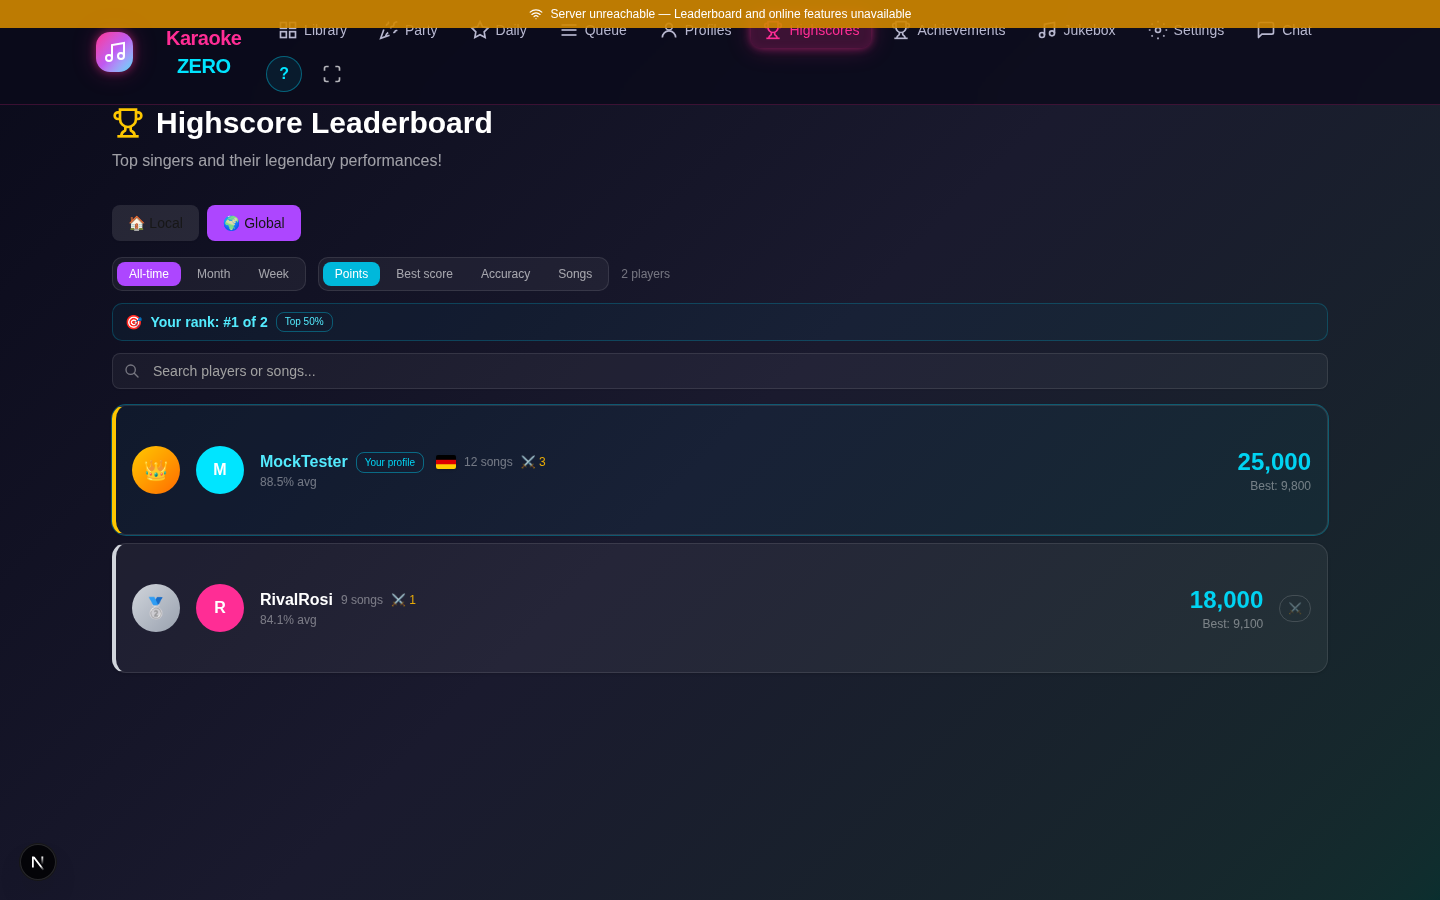 Server unreachable — Leaderboard and online features unavailable
Karaoke
ZERO
Library
Party
Daily
Queue
Profiles
Highscores
Achievements
Jukebox
Settings
Chat
?
Highscore Leaderboard
Top singers and their legendary performances!
Local
Global
All-time
Month
Week
Points
Best score
Accuracy
Songs
2 players
Your rank: #1 of 2
Top 50%
Search players or songs...
M
MockTester
Your profile
12 songs
3
88.5% avg
25,000
Best: 9,800
R
RivalRosi
9 songs
1
84.1% avg
18,000
Best: 9,100
N